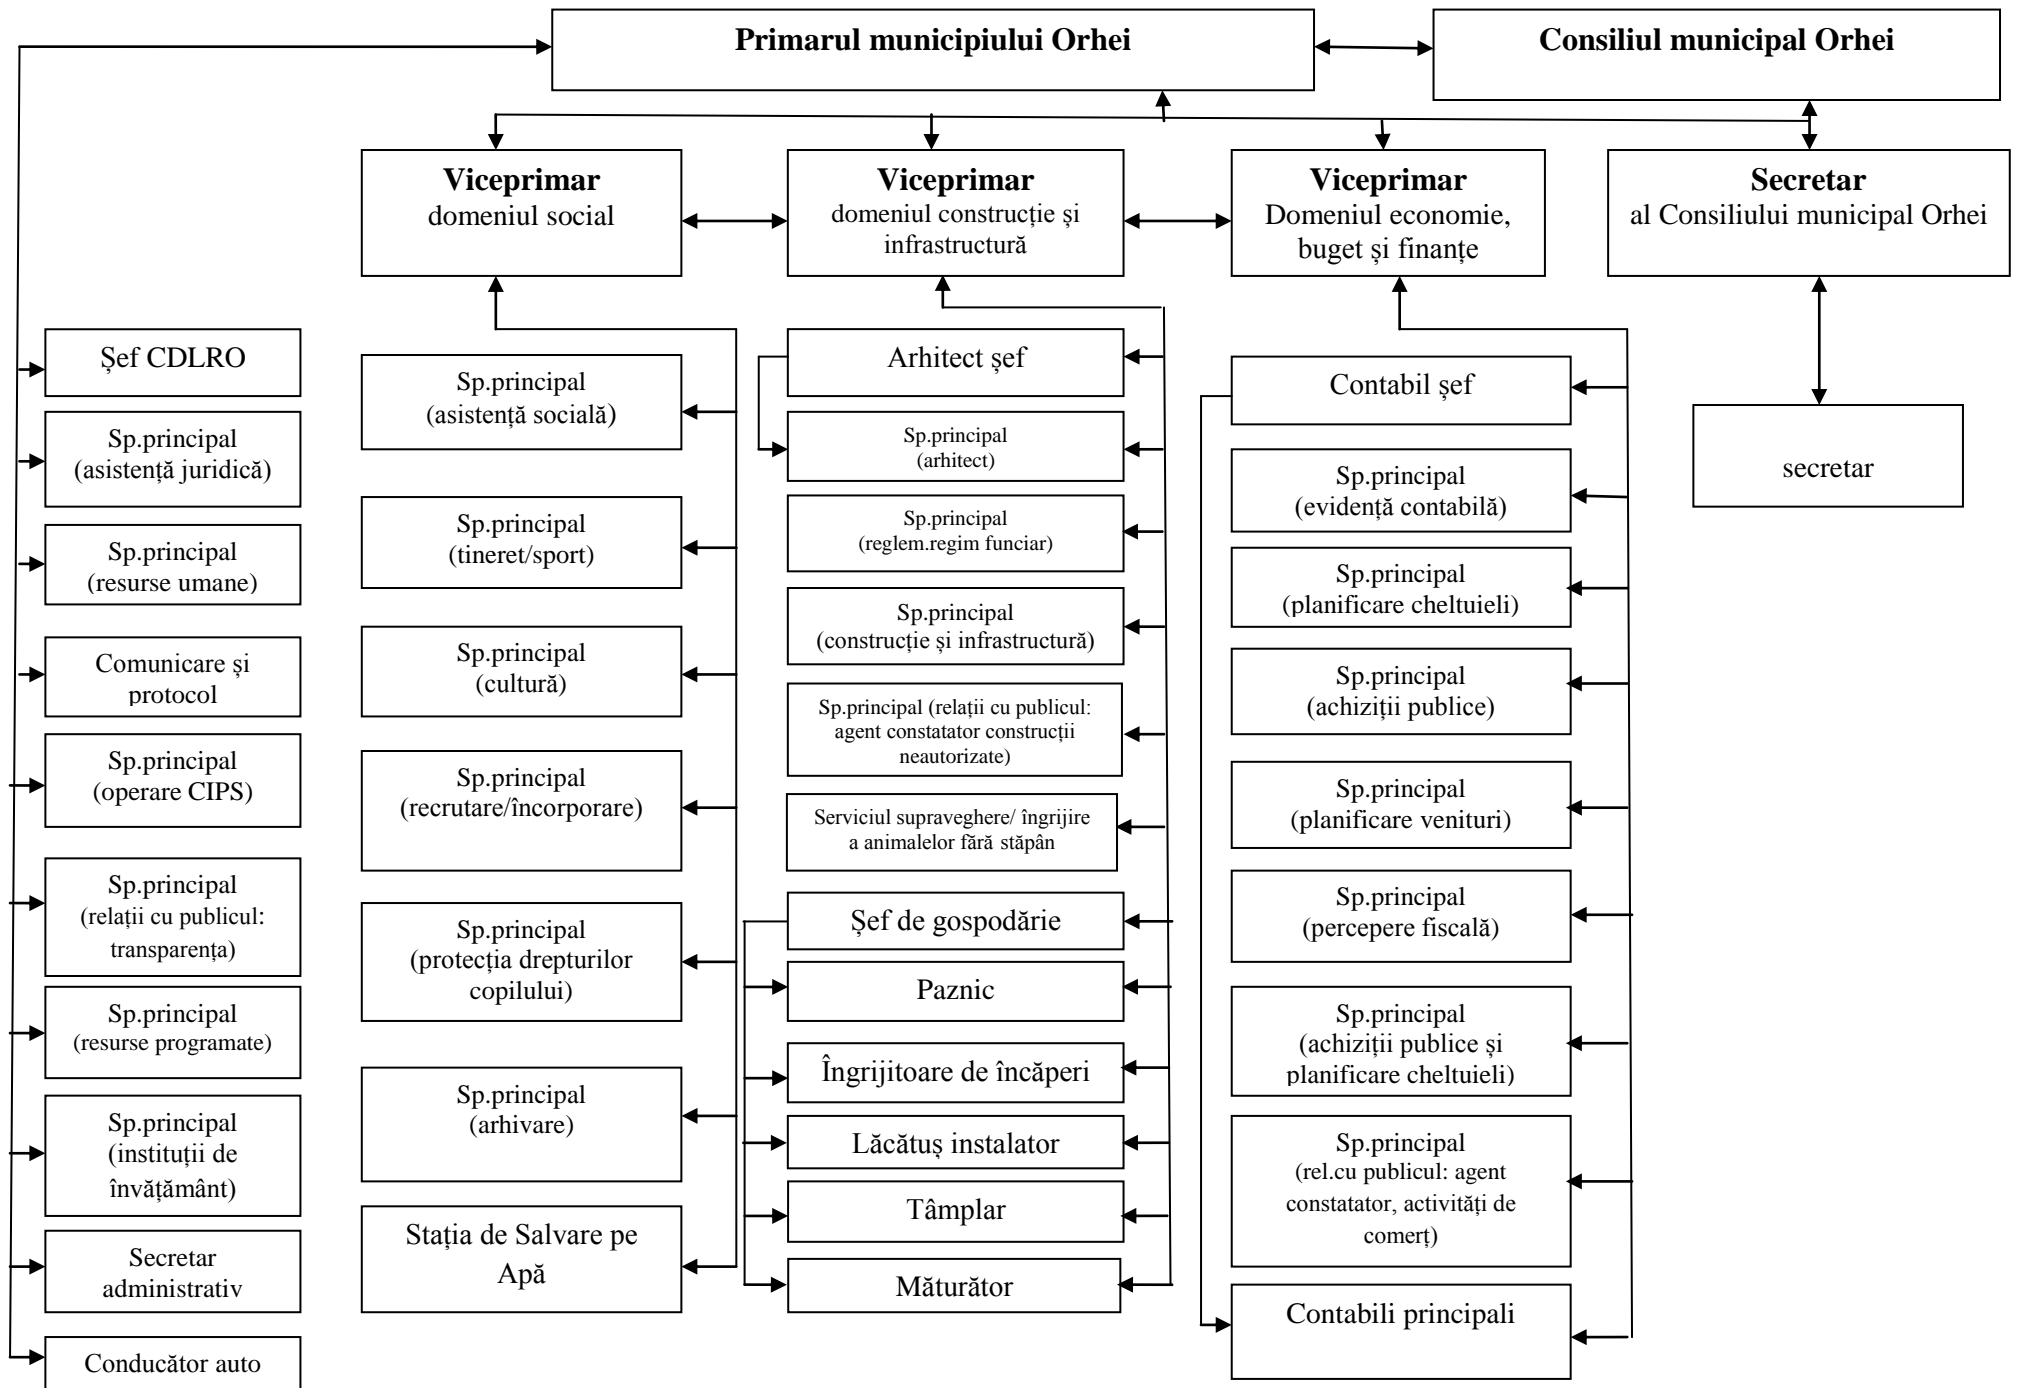 Primarul municipiului Orhei
Consiliul municipal Orhei
Viceprimar
domeniul social
Viceprimar
domeniul construcție și
infrastructură
Viceprimar
Domeniul economie,
buget și finanțe
Secretar
al Consiliului municipal Orhei
Șef CDLRO
Sp.principal
(asistență juridică)
Sp.principal
(resurse umane)
Comunicare și
protocol
Sp.principal
(operare CIPS)
Sp.principal
(relații cu publicul:
transparența)
Sp.principal
(resurse programate)
Sp.principal
(instituții de
învățământ)
Secretar
administrativ
Conducător auto
Sp.principal
(asistență socială)
Sp.principal
(tineret/sport)
Sp.principal
(cultură)
Sp.principal
(recrutare/încorporare)
Sp.principal
(protecția drepturilor
copilului)
Sp.principal
(arhivare)
Stația de Salvare pe
Apă
Arhitect șef
Sp.principal
(arhitect)
Sp.principal
(reglem.regim funciar)
Sp.principal
(construcție și infrastructură)
Sp.principal (relații cu publicul:
agent constatator construcții
neautorizate)
Serviciul supraveghere/ îngrijire
a animalelor fără stăpân
Șef de gospodărie
Paznic
Îngrijitoare de încăperi
Lăcătuș instalator
Tâmplar
Măturător
Contabil șef
Sp.principal
(evidență contabilă)
Sp.principal
(planificare cheltuieli)
Sp.principal
(achiziții publice)
Sp.principal
(planificare venituri)
Sp.principal
(percepere fiscală)
Sp.principal
(achiziții publice și
planificare cheltuieli)
Sp.principal
(rel.cu publicul: agent
constatator, activități de
comerț)
Contabili principali
secretar